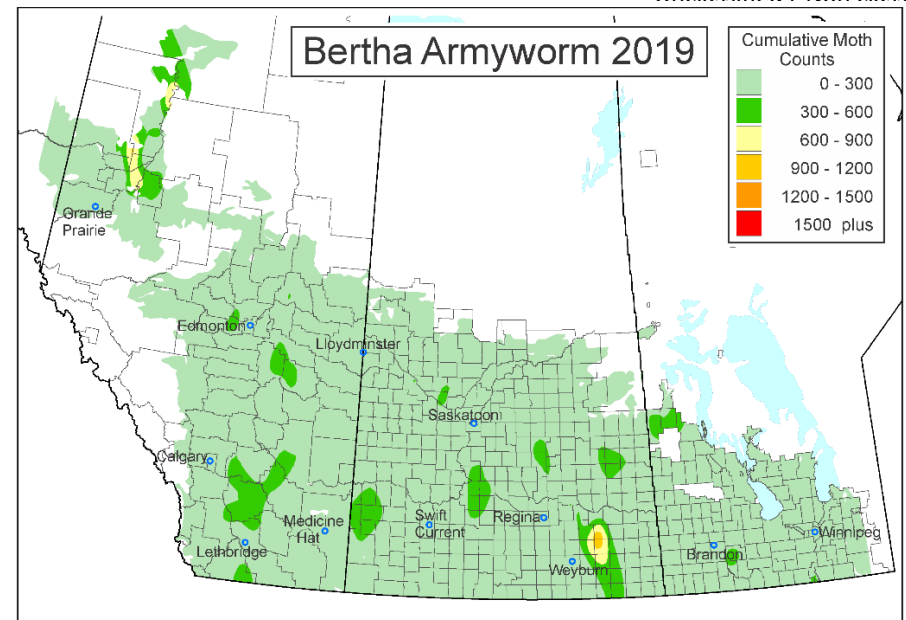 Bertha Armyworm 2019
Cumulative Moth
Counts
0 - 300
300 - 600
600 - 900
900 - 1200
1200 - 1500
1500 plus
Grande
Prairie
Edmonton
Lloydminster
Saskatoon
Calgary
Medicine
Hat
Swift
Current
Regina
Lethbridge
Weyburn
Brandon
Winnipeg